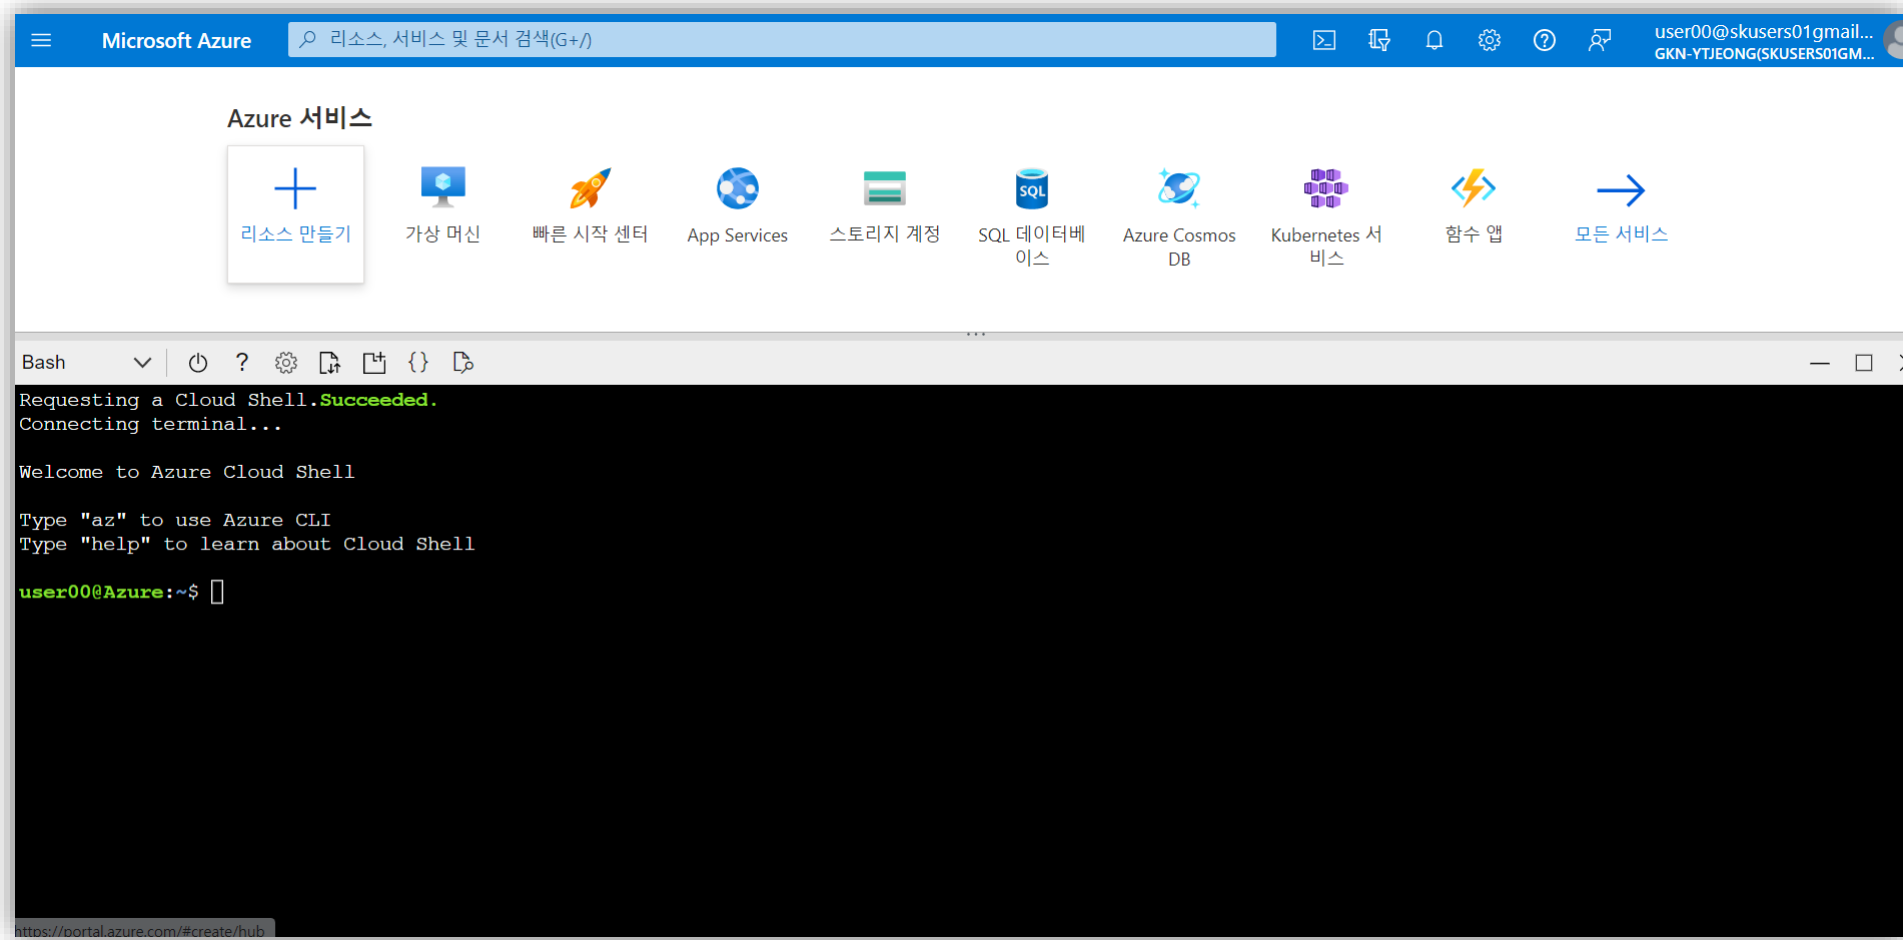 Microsoft Azure
리소스, 서비스 및 문서 검색(G+/)
user00@skusers01gmail...
GKN-YTJEONG(SKUSERS01GM...
Azure 서비스
리소스 만들기
가상 머신
빠른 시작 센터
App Services
스토리지 계정
SQL
SQL 데이터베
이스
Azure Cosmos
DB
Kubernetes 서
비스
함수 앱
모든 서비스
Bash
Requesting a Cloud Shell.Succeeded.
Connecting terminal...
Welcome to Azure Cloud Shell
Type "az" to use Azure CLI
Type "help" to learn about Cloud Shell
user00@Azure:~$
https://portal.azure.com/#create/hub